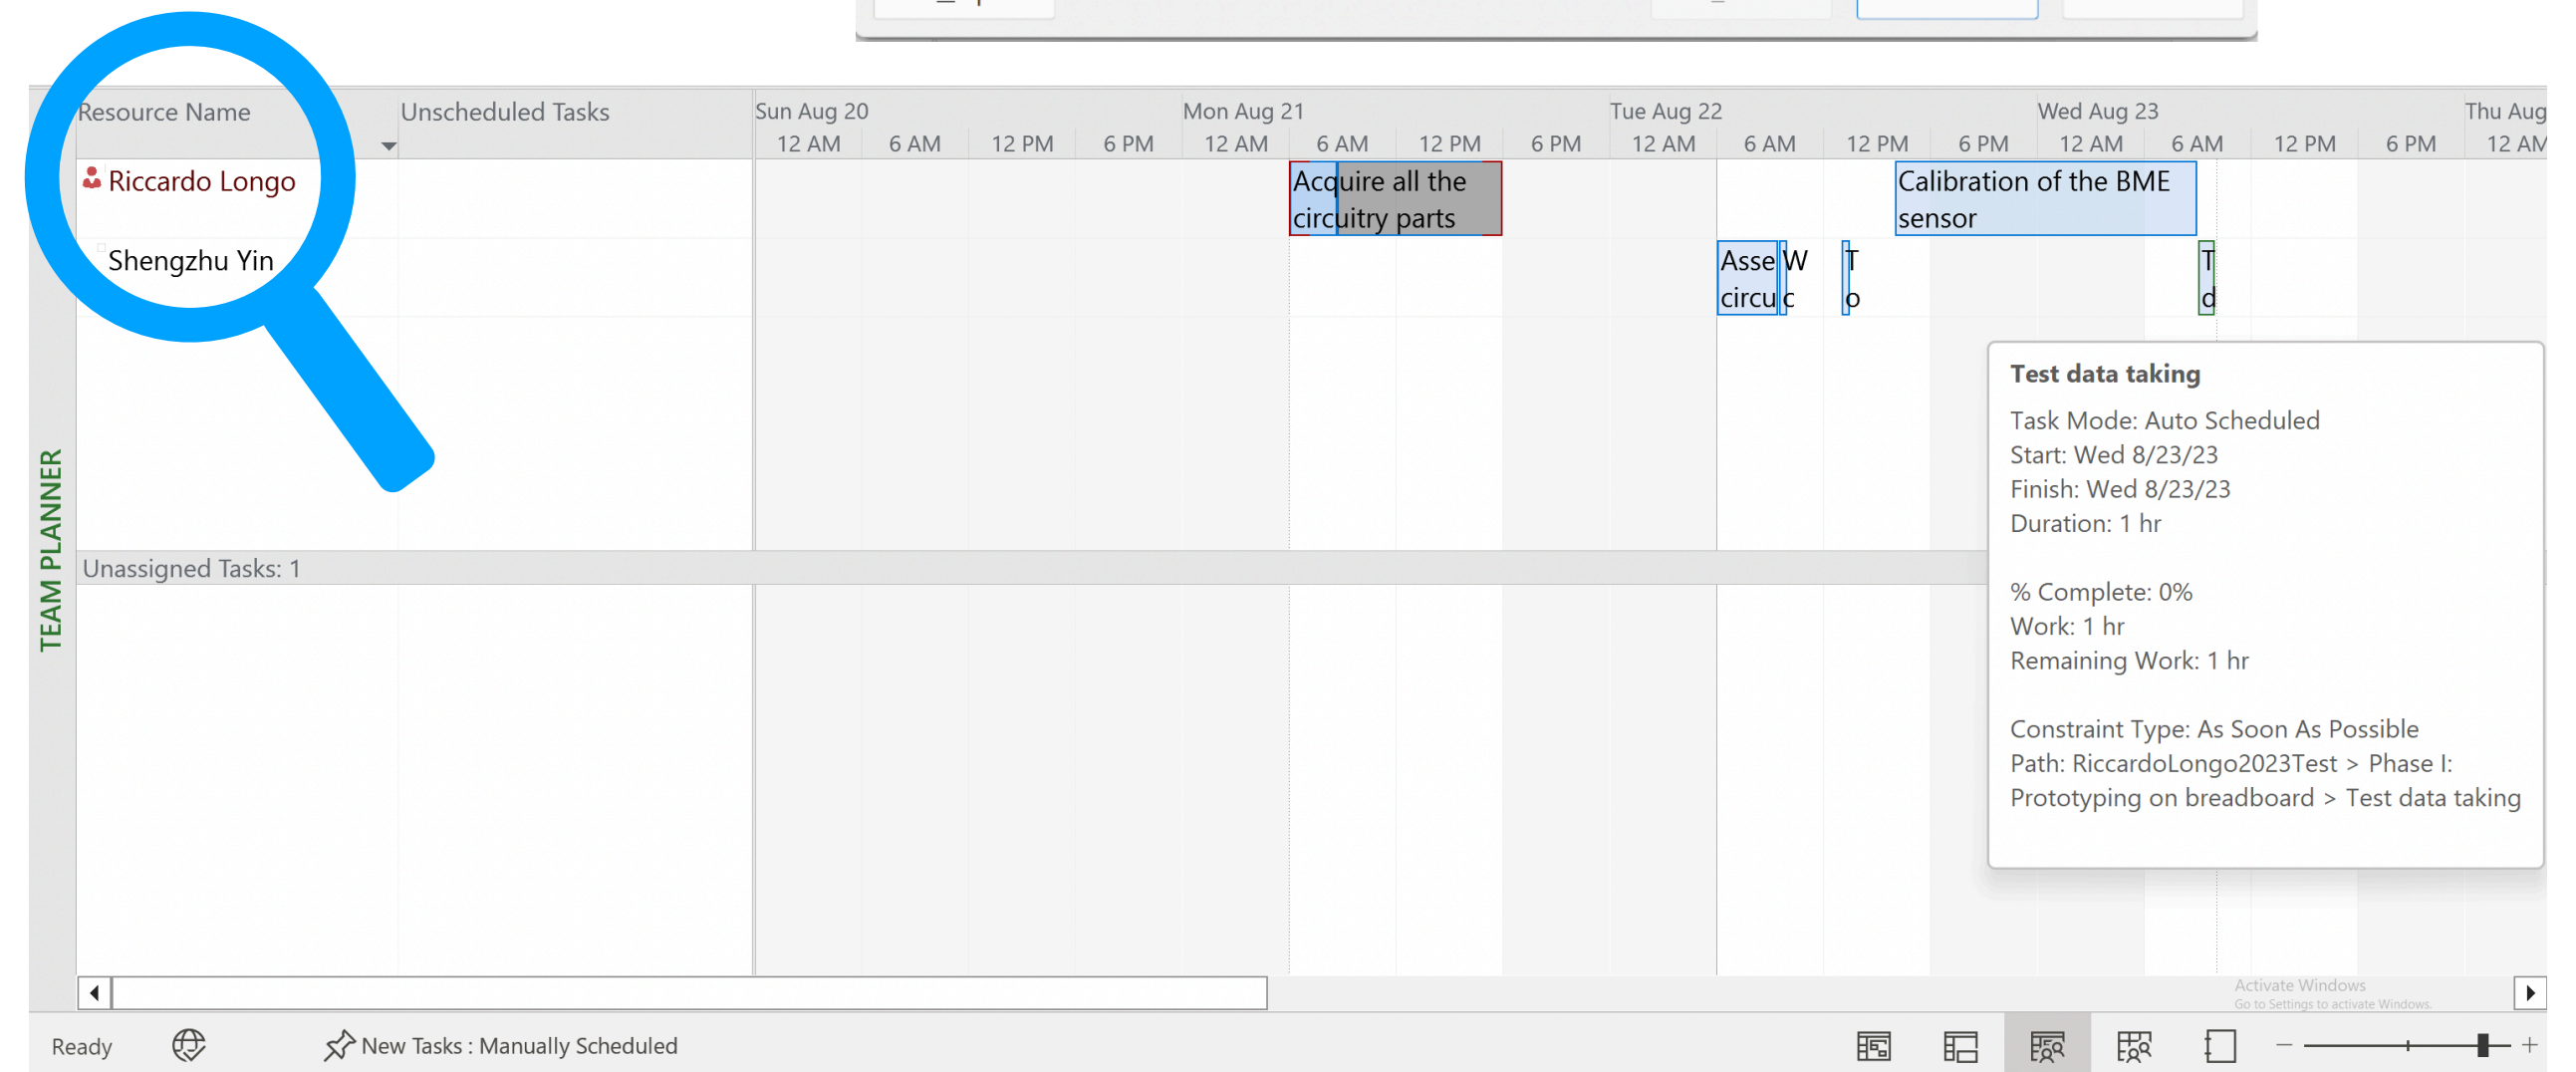 Resource Name
Unscheduled Tasks
Sun Aug 20
Mon Aug 21
Tue Aug 22
Wed Aug 23
Thu Aug
12 AM 6 AM 12 PM 6 PM 12 AM 6 AM 12 PM 6 PM 12 AM 6 AM 12 PM 6 PM 12 AM 6 AM 12 PM 6 PM 12 AM
Riccardo Longo
Acquire all the
circuitry parts
Calibration of the BME
sensor
Shengzhu Yin
Asse W T T
circu c o d
Test data taking
Task Mode: Auto Scheduled
Start: Wed 8/23/23
Finish: Wed 8/23/23
Duration: 1 hr
% Complete: 0%
Work: 1 hr
Remaining Work: 1 hr
Constraint Type: As Soon As Possible
Path: RiccardoLongo2023Test > Phase I:
Prototyping on breadboard > Test data taking
TEAM PLANNER
Unassigned Tasks: 1
Activate Windows
Go to Settings to activate Windows.
Ready
New Tasks : Manually Scheduled